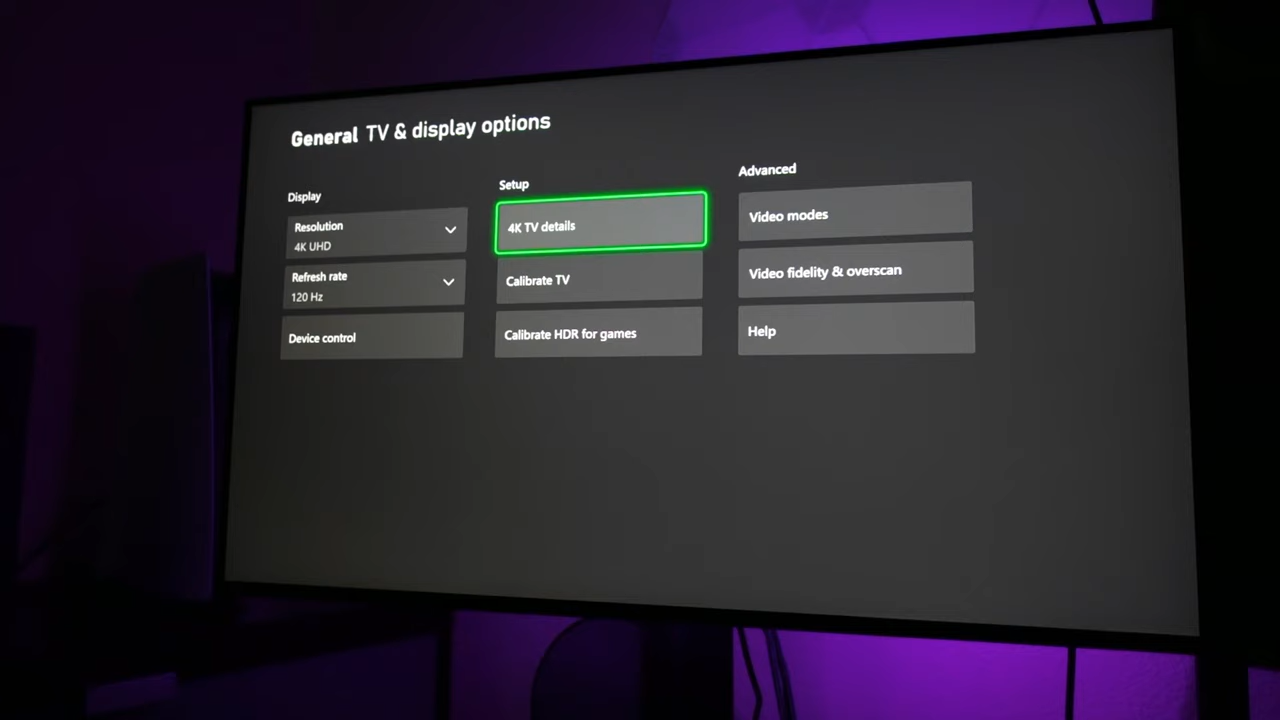 General TV & display options
Display
Resolution
4K UHD
Refresh rate
120 Hz
Device control
Setup
4K TV details
Calibrate TV
Calibrate HDR for games
Advanced
Video modes
Video fidelity & overscan
Help